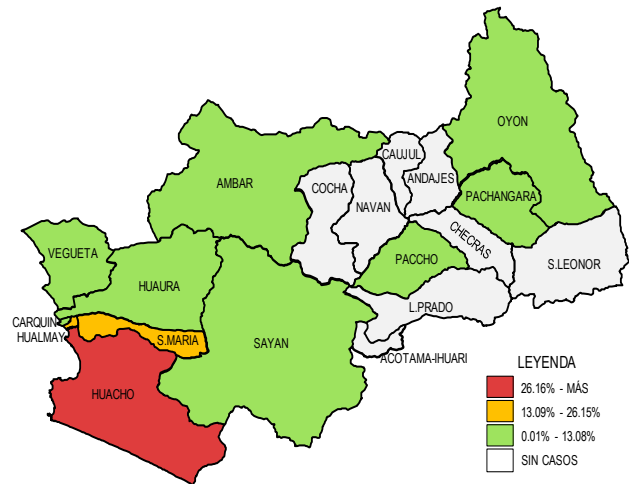 OYON
CAUJUL
AMBAR
COCHA
ANDAJES
NAVAN
PACHANGARA
CHECRAS
VEGUETA
PACCHO
S.LEONOR
HUAURA
L.PRADO
CARQUIN
HUALMAY
S.MARIA
SAYAN
ACOTAMA-IHUARI
HUACHO
LEYENDA
26.16% - MÁS
13.09% - 26.15%
0.01% - 13.08%
SIN CASOS